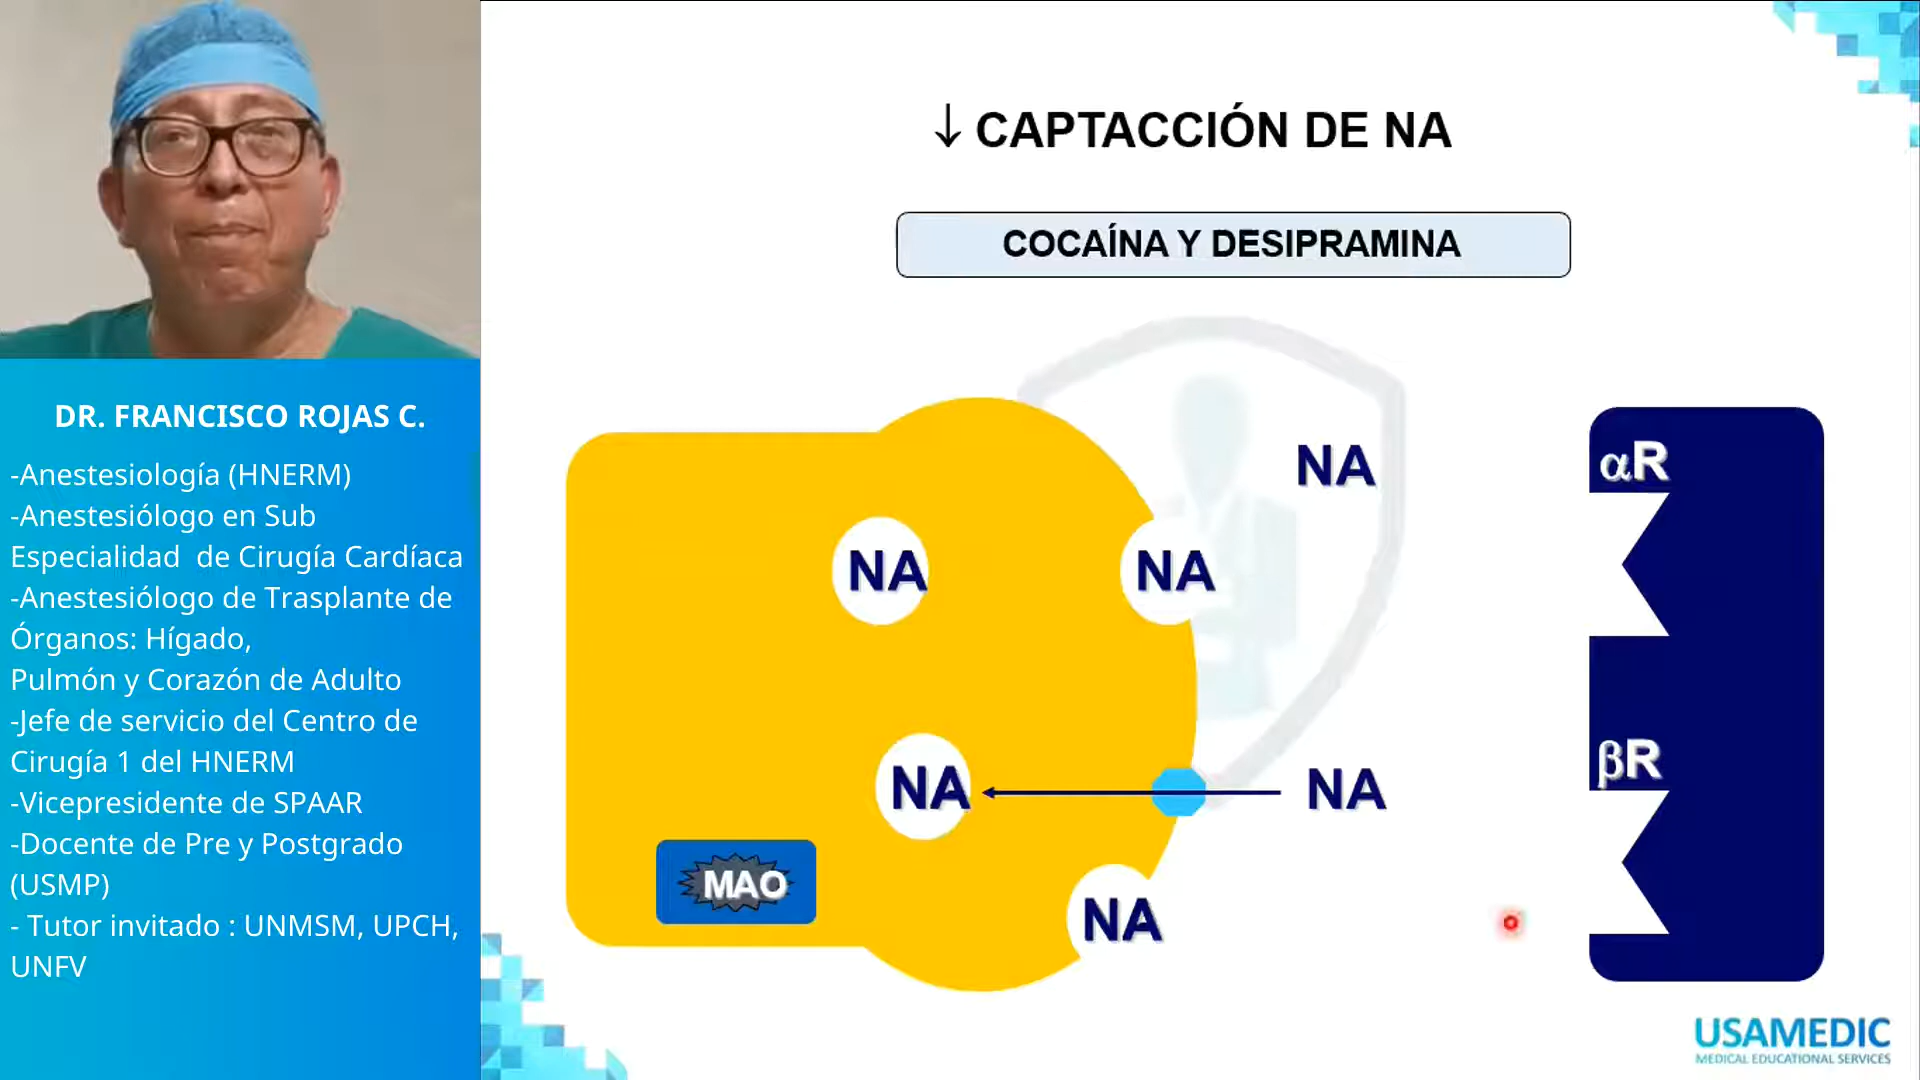 DR. FRANCISCO ROJAS C.
-Anestesiología (HNERM)
-Anestesiólogo en Sub
Especialidad de Cirugía Cardíaca
-Anestesiólogo de Trasplante de
Órganos: Hígado,
Pulmón y Corazón de Adulto
-Jefe de servicio del Centro de
Cirugía 1 del HNERM
-Vicepresidente de SPAAR
-Docente de Pre y Postgrado
(USMP)
- Tutor invitado : UNMSM, UPCH,
UNFV
↓ CAPTACCIÓN DE NA
COCAÍNA Y DESIPRAMINA
NA
αR
NA
NA
βR
NA
NA
MAO
NA
USAMEDIC
MEDICAL EDUCATIONAL SERVICES